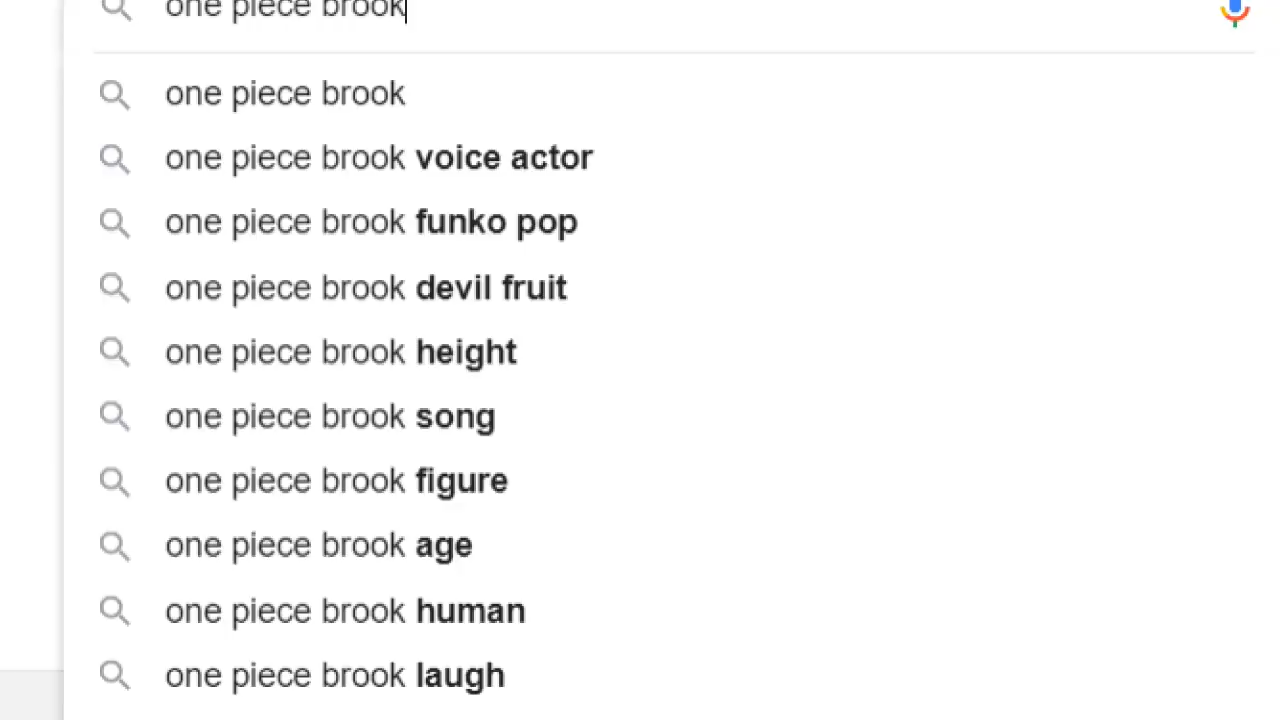 one piece brook
one piece brook
one piece brook voice actor
one piece brook funko pop
one piece brook devil fruit
one piece brook height
one piece brook song
one piece brook figure
one piece brook age
one piece brook human
one piece brook laugh